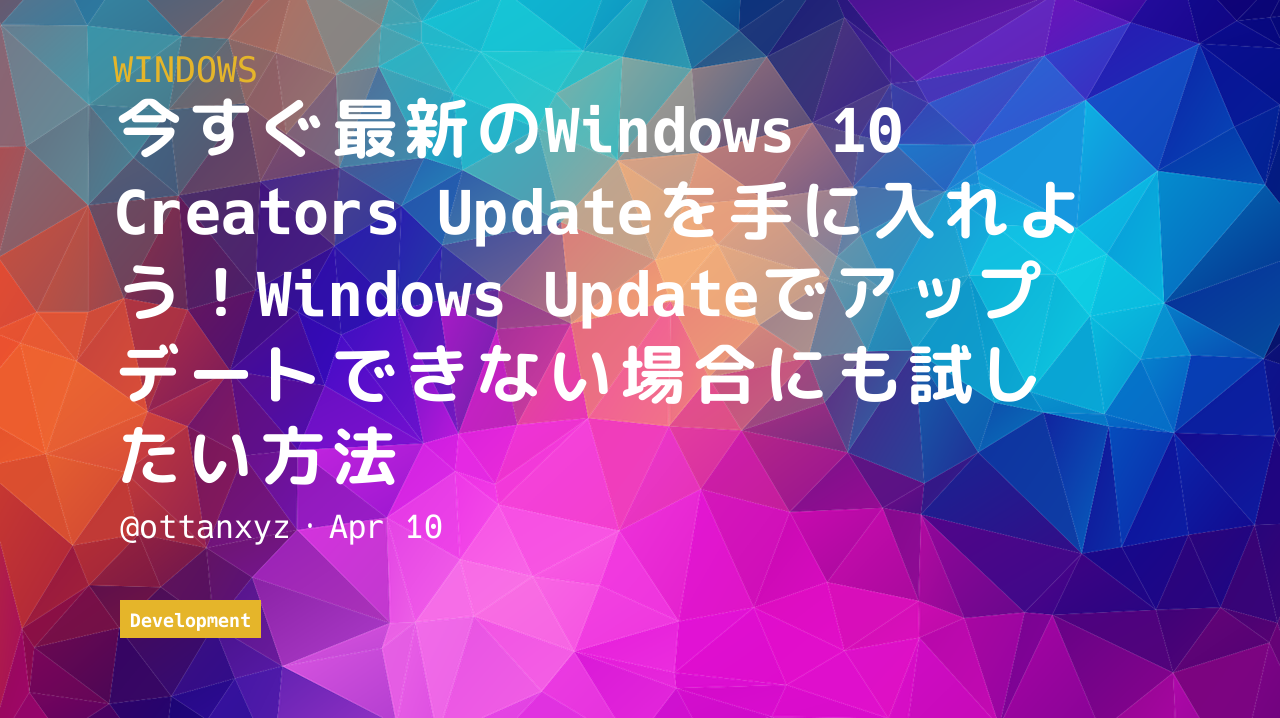 WINDOWS
今すぐ最新のWindows 10
Creators Updateを手に入れよ
う！Windows Updateでアップ
デートできない場合にも試し
たい方法
@ottanxyz・Apr 10
Development